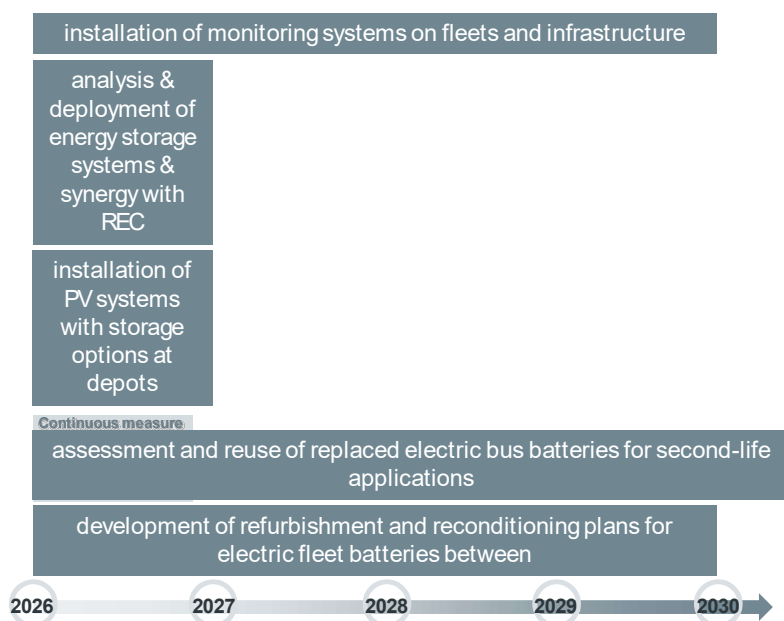 installation of monitoring systems on fleets and infrastructure
analysis &
deployment of
energy storage
systems &
synergy with
REC
installation of
PV systems
with storage
options at
depots
Continuous measure
assessment and reuse of replaced electric bus batteries for second-life
applications
development of refurbishment and reconditioning plans for
electric fleet batteries between
2026 2027 2028 2029 2030